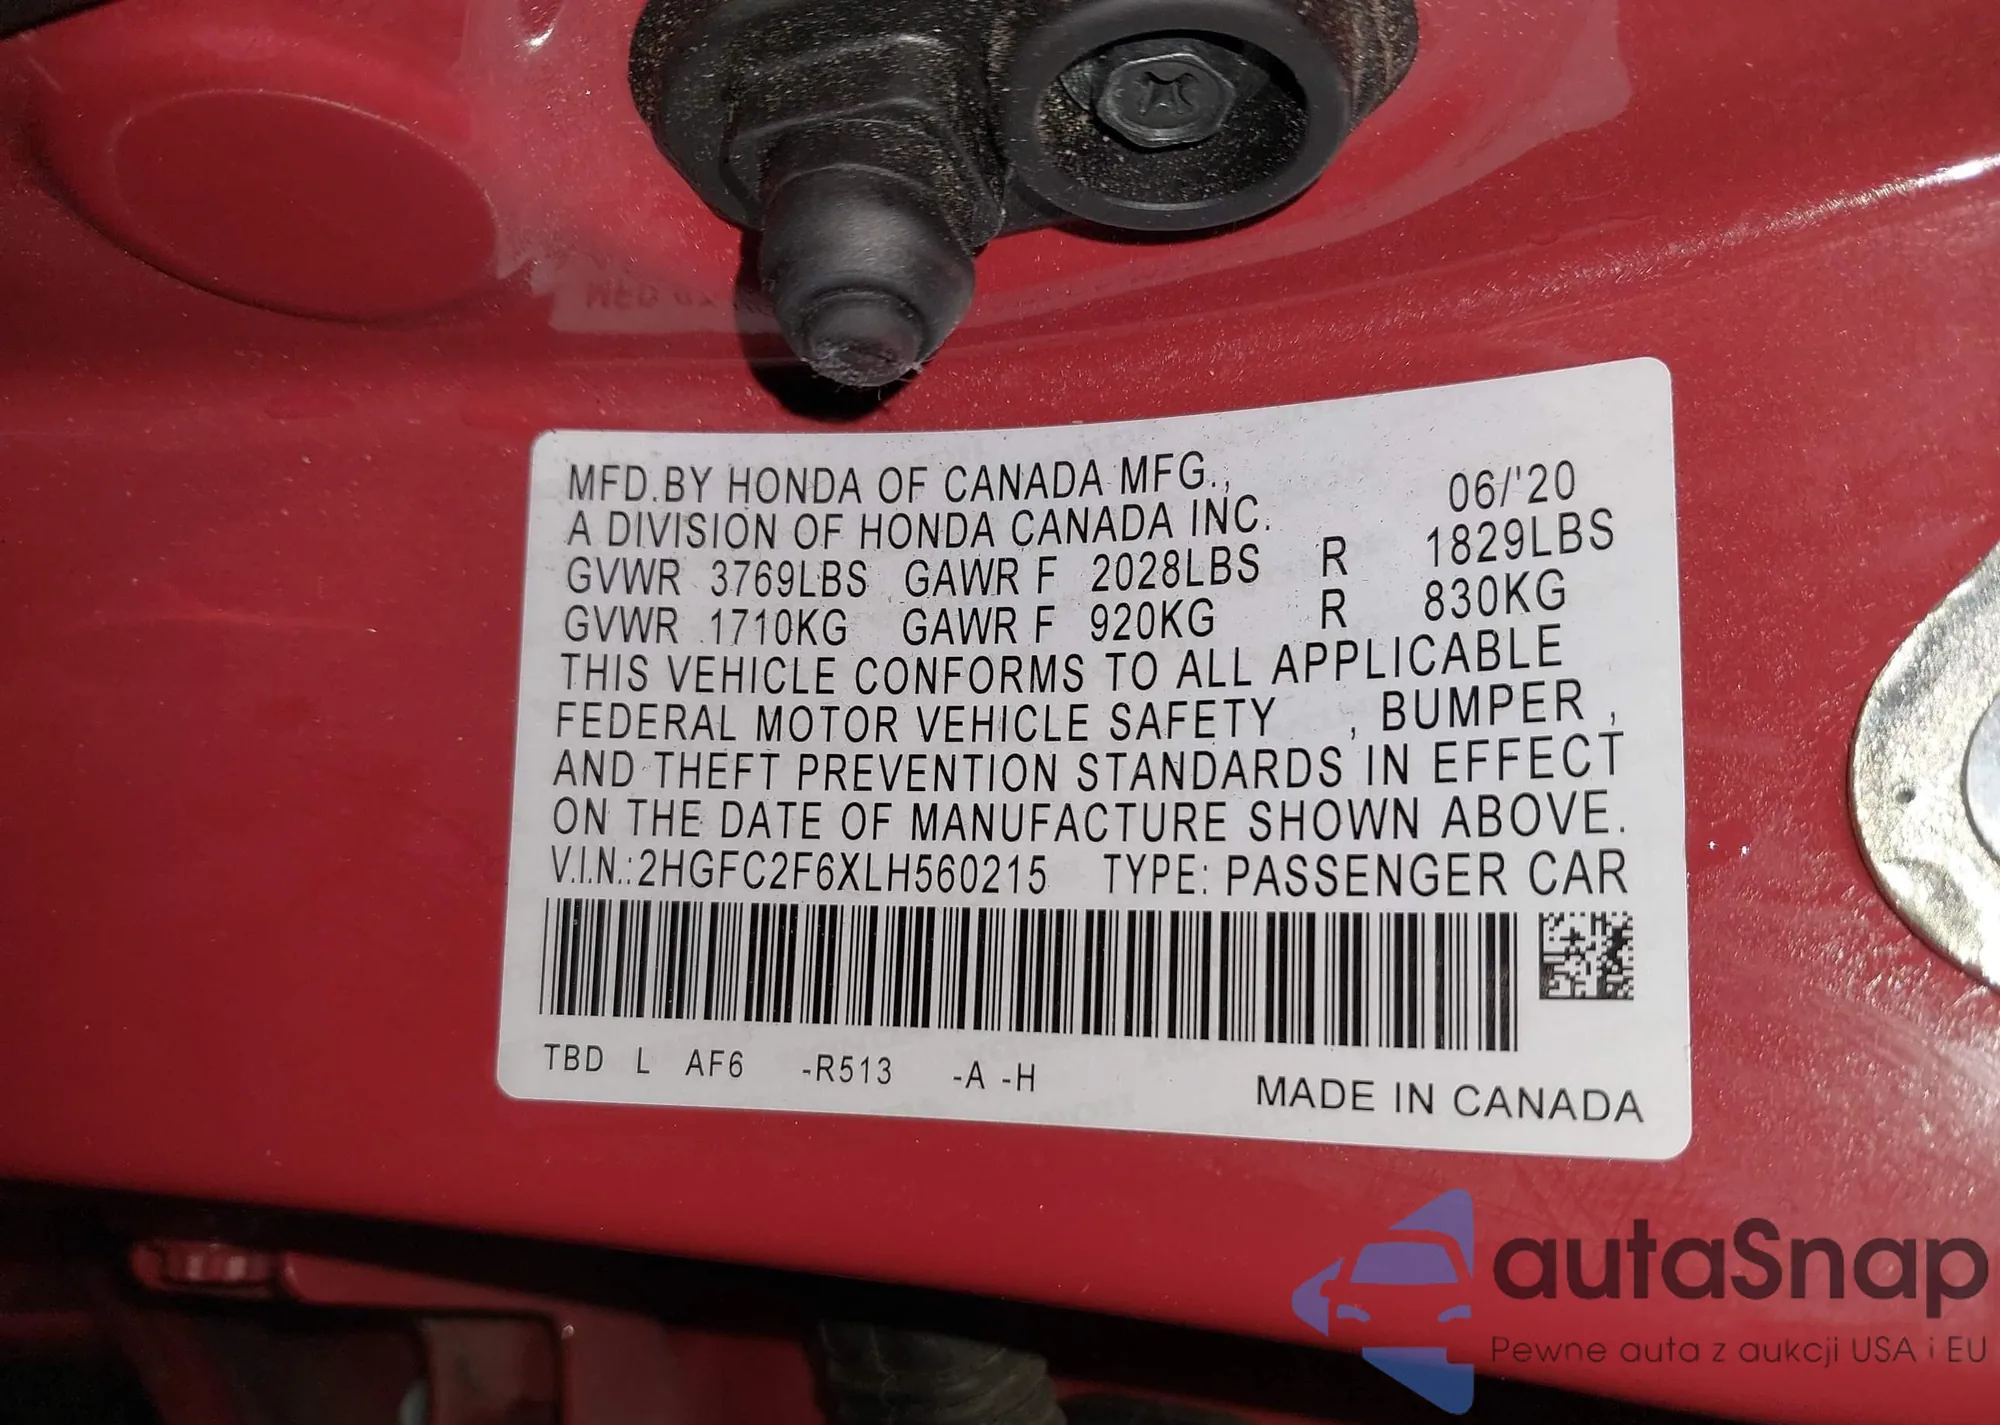 MFD.BY HONDA OF CANADA MFG., 06/'20
A DIVISION OF HONDA CANADA INC.
GVWR 3769LBS GAWR F 2028LBS R 1829LBS
GVWR 1710KG GAWR F 920KG R 830KG
THIS VEHICLE CONFORMS TO ALL APPLICABLE
FEDERAL MOTOR VEHICLE SAFETY , BUMPER ,
AND THEFT PREVENTION STANDARDS IN EFFECT
ON THE DATE OF MANUFACTURE SHOWN ABOVE.
V.I.N.:2HGFC2F6XLH560215 TYPE: PASSENGER CAR
TBD L AF6 -R513 -A -H
MADE IN CANADA
autaSnap
Pewne auta z aukcji USA i EU